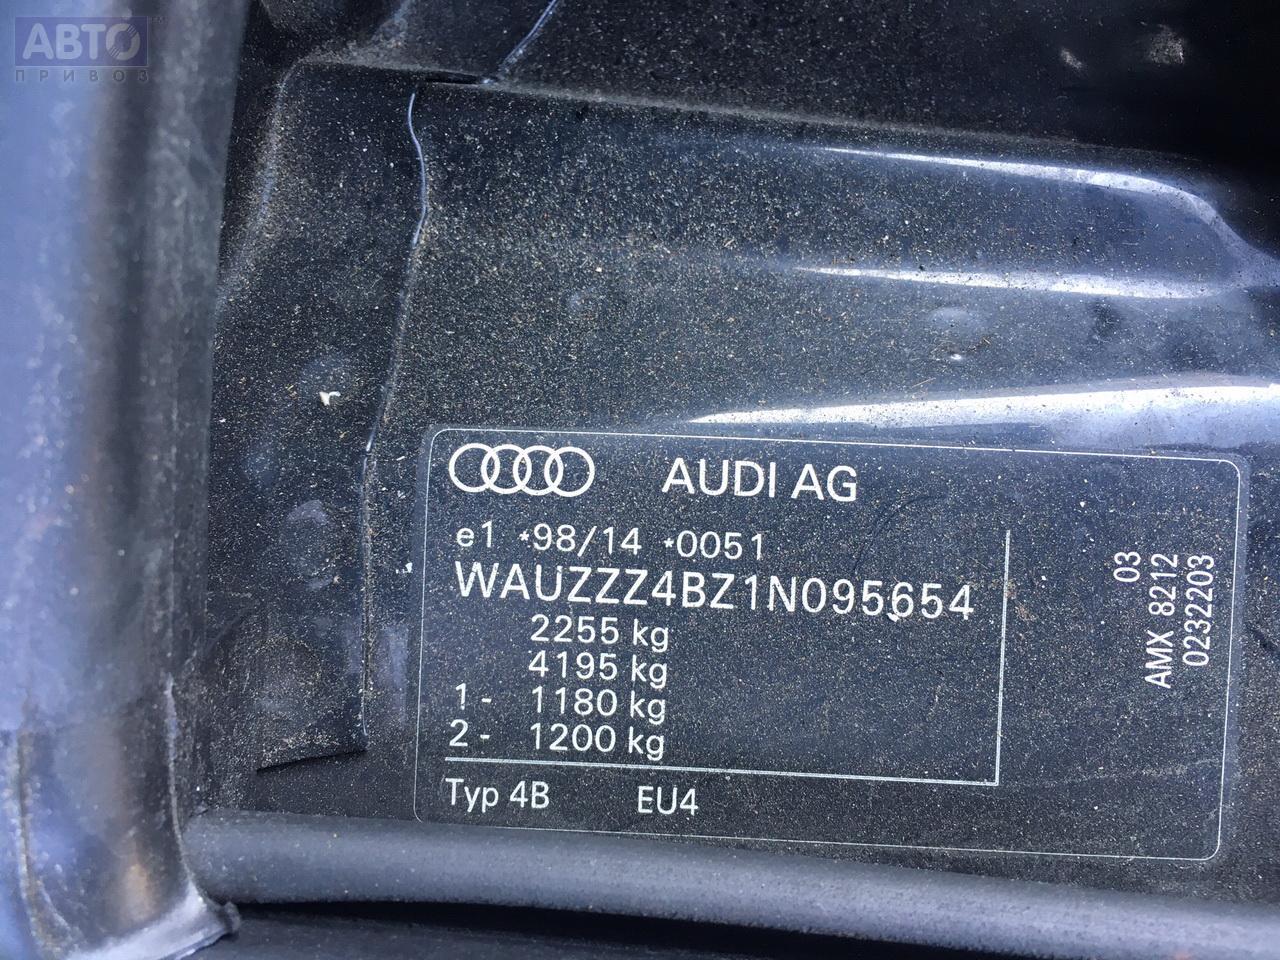 АВТО
ПРИВОЗ
AUDI AG
e1 *98/14 *0051
WAUZZZ4BZ1N095654
2255 kg
4195 kg
1 - 1180 kg
2 - 1200 kg
Typ 4B EU4
03
AMX 8212
0232203